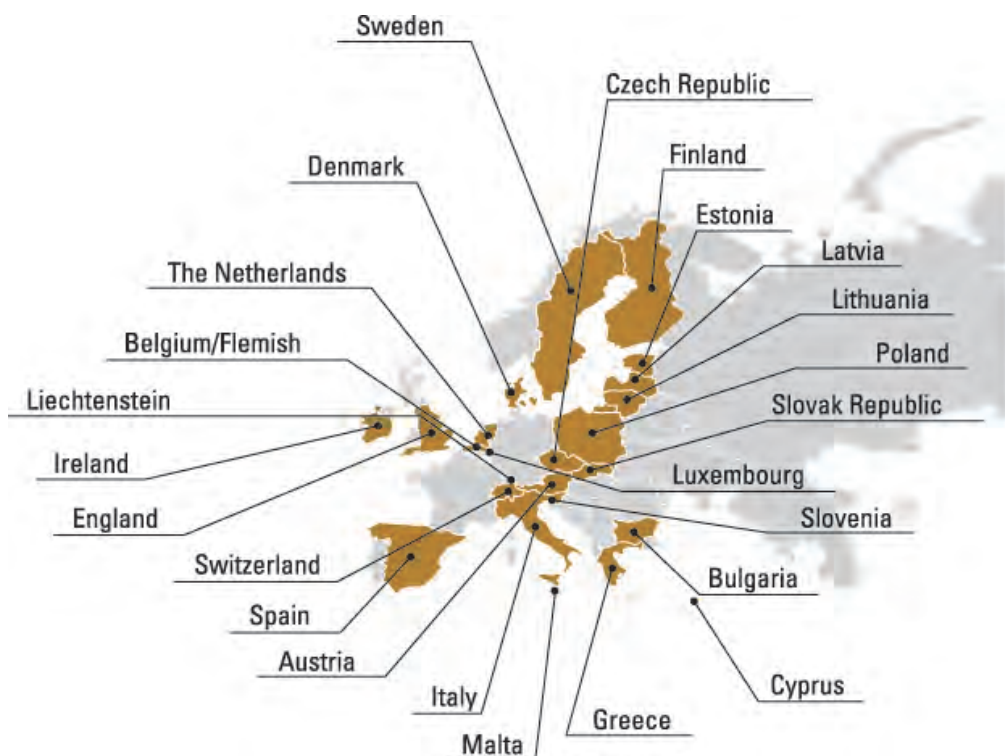 Sweden
Czech Republic
Denmark
Finland
Estonia
The Netherlands
Latvia
Lithuania
Belgium/Flemish
Poland
Liechtenstein
Slovak Republic
Ireland
Luxembourg
England
Slovenia
Switzerland
Bulgaria
Spain
Austria
Cyprus
Italy
Greece
Malta